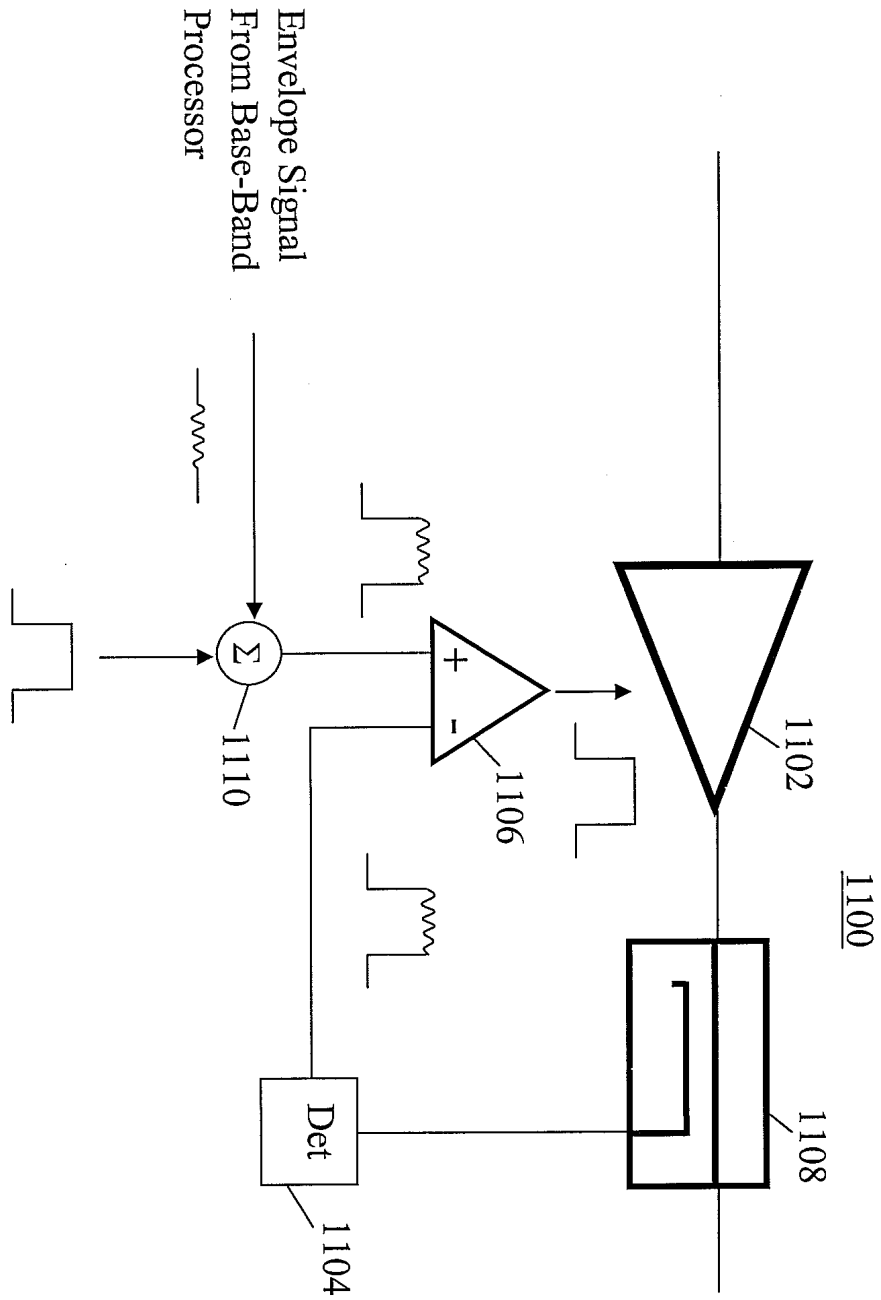 1100
1102
1108
1106
+
-
Envelope Signal
From Base-Band
Processor
Σ
1110
Det
1104